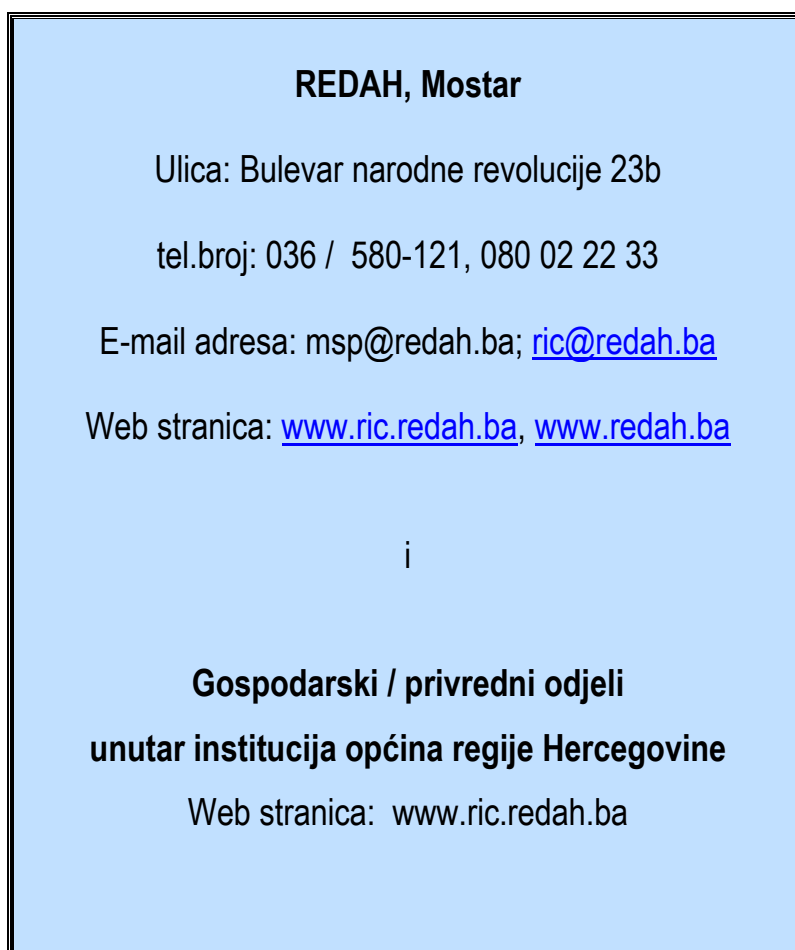 REDAH, Mostar
Ulica: Bulevar narodne revolucije 23b
tel.broj: 036 /  580-121, 080 02 22 33
E-mail adresa: msp@redah.ba; ric@redah.ba
Web stranica: www.ric.redah.ba, www.redah.ba
i
Gospodarski / privredni odjeli
unutar institucija općina regije Hercegovine
Web stranica:  www.ric.redah.ba